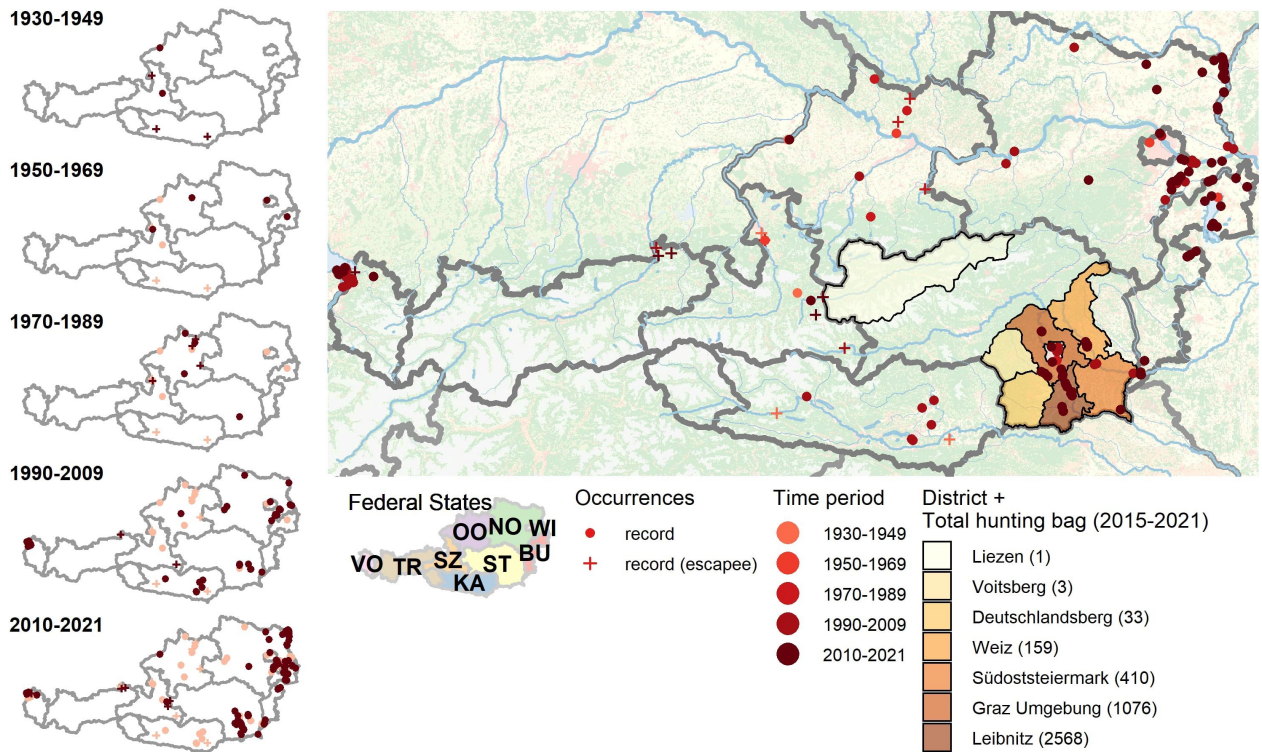 1930-1949
1950-1969
1970-1989
1990-2009
2010-2021
Federal States
OO NO WI
VO TR SZ ST BU
KA
Occurrences
record
record (escapee)
Time period
1930-1949
1950-1969
1970-1989
1990-2009
2010-2021
District +
Total hunting bag (2015-2021)
Liezen (1)
Voitsberg (3)
Deutschlandsberg (33)
Weiz (159)
Südoststeiermark (410)
Graz Umgebung (1076)
Leibnitz (2568)